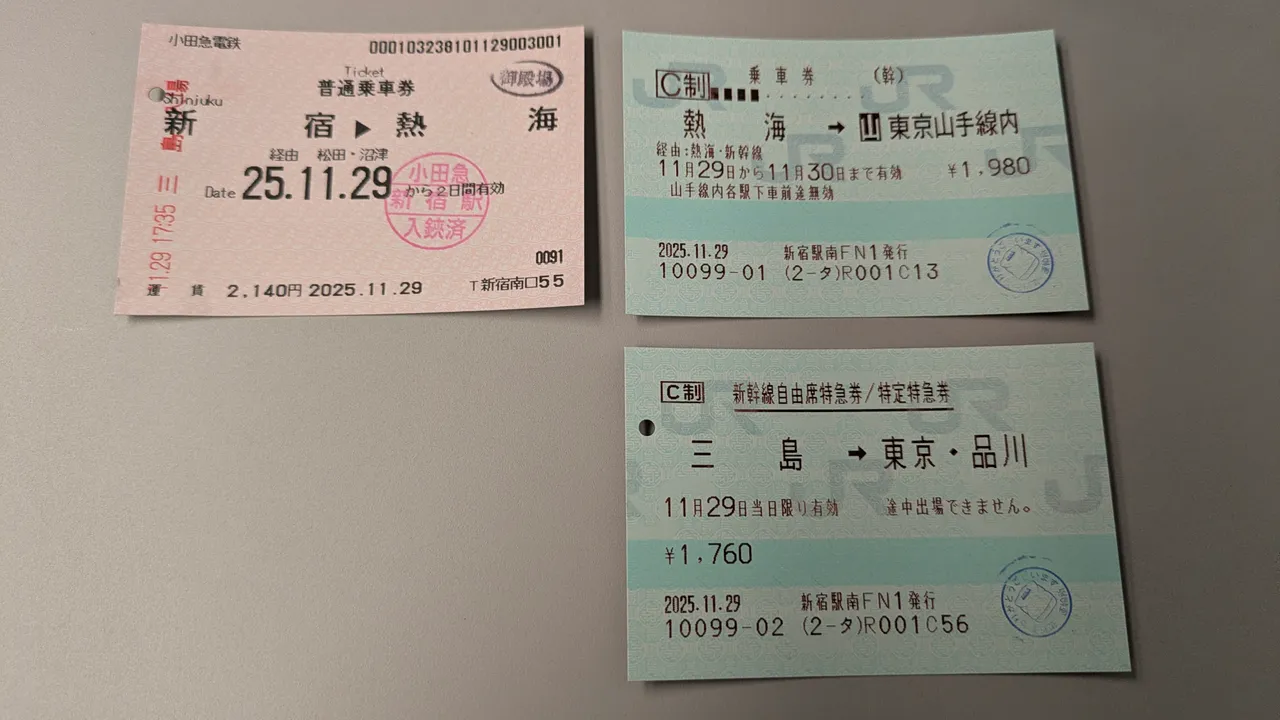 小田急電鉄
000103238101129003001
Ticket
普通乗車券
御殿場
Shinjuku
新宿▶熱海
経由 松田・沼津
Date 25.11.29から2日間有効
小田急
新宿駅
入鋏済
0091
運賃 2,140円 2025.11.29
T新宿南口55
.29 17:35 三島
C制 乗車券 (幹)
熱海→山東京山手線内
経由:熱海・新幹線
11月29日から11月30日まで有効 ¥1,980
山手線内各駅下車前途無効
2025.11.29 新宿駅南FN1発行
10099-01 (2-タ)R001C13
C制 新幹線自由席特急券/特定特急券
三島→東京・品川
11月29日当日限り有効 途中出場できません。
¥1,760
2025.11.29 新宿駅南FN1発行
10099-02 (2-タ)R001C56